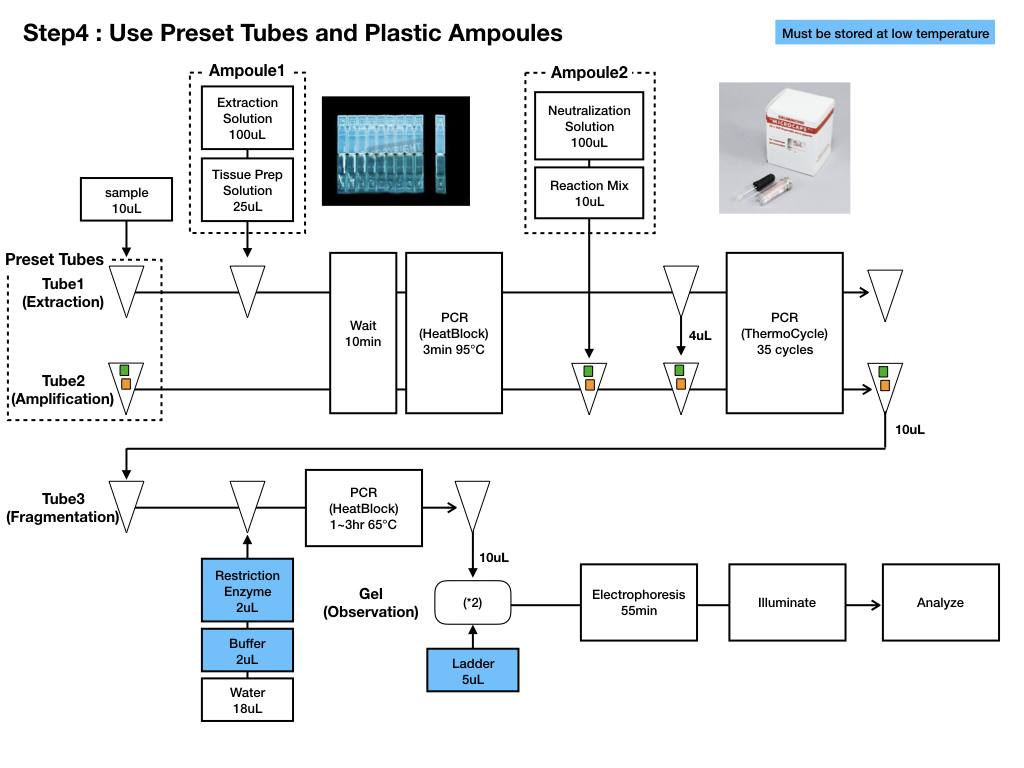 Step4 : Use Preset Tubes and Plastic Ampoules
Must be stored at low temperature
Ampoule1
Extraction
Solution
100uL
Tissue Prep
Solution
25uL
Ampoule2
Neutralization
Solution
100uL
Reaction Mix
10uL
"MICROCAPS"
sample
10uL
Preset Tubes
Tube1
(Extraction)
Wait
10min
PCR
(HeatBlock)
3min 95°C
4uL
PCR
(ThermoCycle)
35 cycles
Tube2
(Amplification)
10uL
Tube3
(Fragmentation)
PCR
(HeatBlock)
1~3hr 65°C
10uL
Restriction
Enzyme
2uL
Buffer
2uL
Water
18uL
Gel
(Observation)
(*2)
Ladder
5uL
Electrophoresis
55min
Illuminate
Analyze